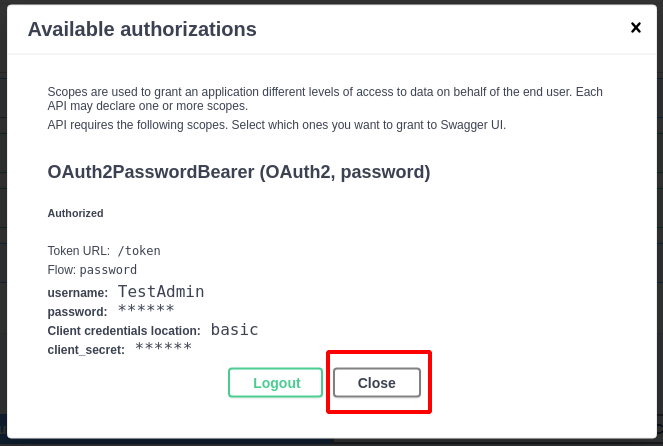 Available authorizations
×
Scopes are used to grant an application different levels of access to data on behalf of the end user. Each
API may declare one or more scopes.
API requires the following scopes. Select which ones you want to grant to Swagger UI.
OAuth2PasswordBearer (OAuth2, password)
Authorized
Token URL: /token
Flow: password
username: TestAdmin
password: ******
Client credentials location: basic
client_secret: ******
Logout Close